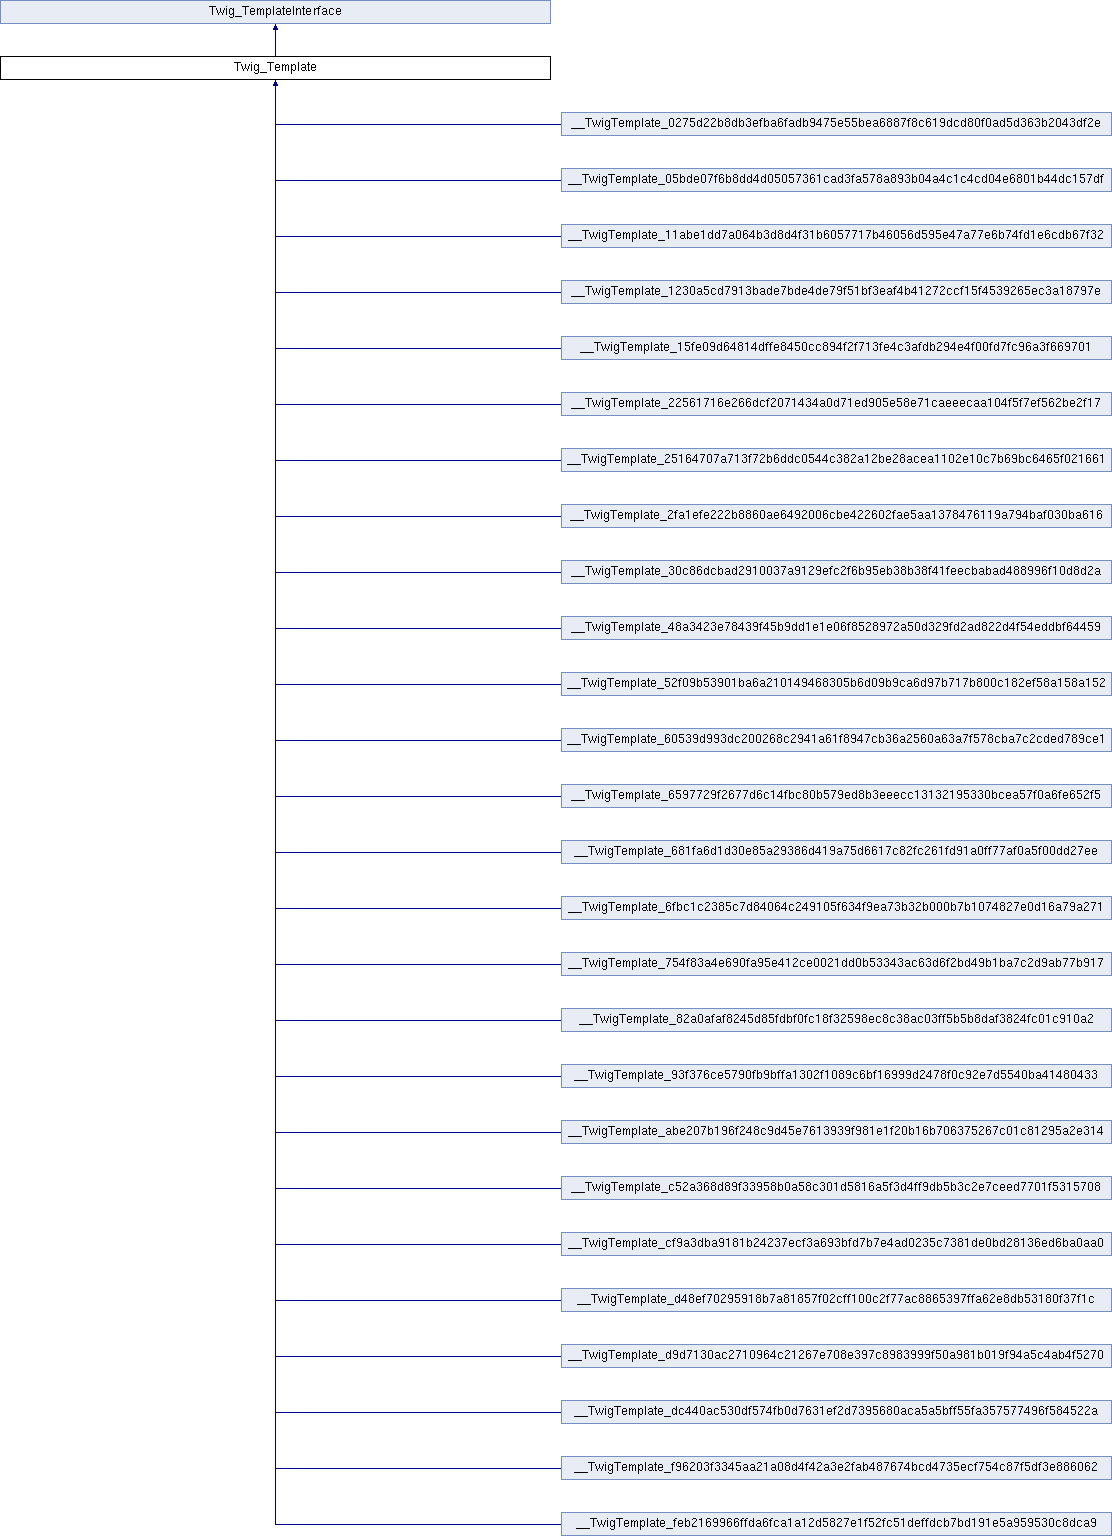 Twig_TemplateInterface
Twig_Template
__TwigTemplate_0275d22b8db3efba6fadb9475e55bea6887f8c619dcd80f0ad5d363b2043df2e
__TwigTemplate_05bde07f6b8dd4d05057361cad3fa578a893b04a4c1c4cd04e6801b44dc157df
__TwigTemplate_11abe1dd7a064b3d8d4f31b6057717b46056d595e47a77e6b74fd1e6cdb67f32
__TwigTemplate_1230a5cd7913bade7bde4de79f51bf3eaf4b41272ccf15f4539265ec3a18797e
__TwigTemplate_15fe09d64814dffe8450cc894f2f713fe4c3afdb294e4f00fd7fc96a3f669701
__TwigTemplate_22561716e266dcf2071434a0d71ed905e58e71caeeecaa104f5f7ef562be2f17
__TwigTemplate_25164707a713f72b6ddc0544c382a12be28acea1102e10c7b69bc6465f021661
__TwigTemplate_2fa1efe222b8860ae6492006cbe422602fae5aa1378476119a794baf030ba616
__TwigTemplate_30c86dcbad2910037a9129efc2f6b95eb38b38f41feecbabad488996f10d8d2a
__TwigTemplate_48a3423e78439f45b9dd1e1e06f8528972a50d329fd2ad822d4f54eddbf64459
__TwigTemplate_52f09b53901ba6a210149468305b6d09b9ca6d97b717b800c182ef58a158a152
__TwigTemplate_60539d993dc200268c2941a61f8947cb36a2560a63a7f578cba7c2cded789ce1
__TwigTemplate_6597729f2677d6c14fbc80b579ed8b3eeecc13132195330bcea57f0a6fe652f5
__TwigTemplate_681fa6d1d30e85a29386d419a75d6617c82fc261fd91a0ff77af0a5f00dd27ee
__TwigTemplate_6fbc1c2385c7d84064c249105f634f9ea73b32b000b7b1074827e0d16a79a271
__TwigTemplate_754f83a4e690fa95e412ce0021dd0b53343ac63d6f2bd49b1ba7c2d9ab77b917
__TwigTemplate_82a0afaf8245d85fdbf0fc18f32598ec8c38ac03ff5b5b8daf3824fc01c910a2
__TwigTemplate_93f376ce5790fb9bffa1302f1089c6bf16999d2478f0c92e7d5540ba41480433
__TwigTemplate_abe207b196f248c9d45e7613939f981e1f20b16b706375267c01c81295a2e314
__TwigTemplate_c52a368d89f33958b0a58c301d5816a5f3d4ff9db5b3c2e7ceed7701f5315708
__TwigTemplate_cf9a3dba9181b24237ecf3a693bfd7b7e4ad0235c7381de0bd28136ed6ba0aa0
__TwigTemplate_d48ef70295918b7a81857f02cff100c2f77ac8865397ffa62e8db53180f37f1c
__TwigTemplate_d9d7130ac2710964c21267e708e397c8983999f50a981b019f94a5c4ab4f5270
__TwigTemplate_dc440ac530df574fb0d7631ef2d7395680aca5a5bff55fa357577496f584522a
__TwigTemplate_f96203f3345aa21a08d4f42a3e2fab487674bcd4735ecf754c87f5df3e886062
__TwigTemplate_feb2169966ffda6fca1a12d5827e1f52fc51deffdcb7bd191e5a959530c8dca9